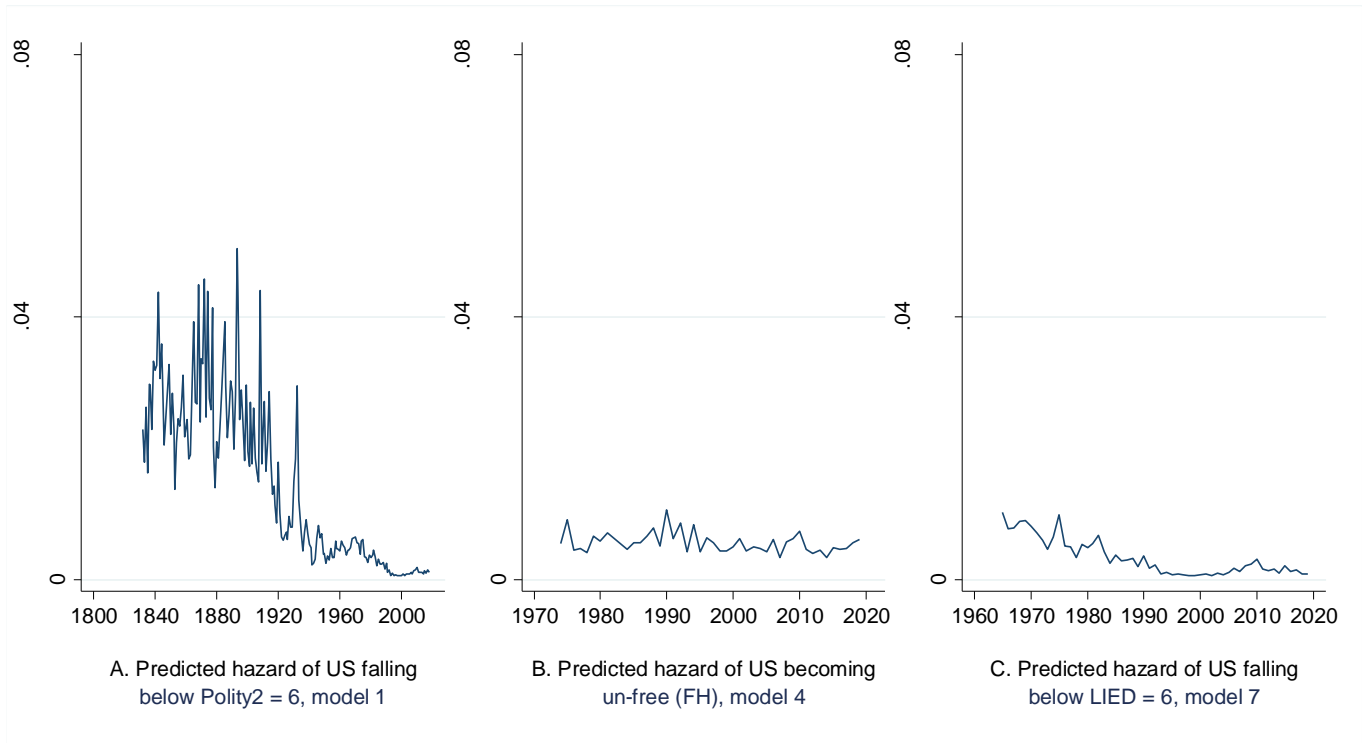 .08
.04
0
1800 1840 1880 1920 1960 2000
A. Predicted hazard of US falling
below Polity2 = 6, model 1
.08
.04
0
1970 1980 1990 2000 2010 2020
B. Predicted hazard of US becoming
un-free (FH), model 4
.08
.04
0
1960 1970 1980 1990 2000 2010 2020
C. Predicted hazard of US falling
below LIED = 6, model 7